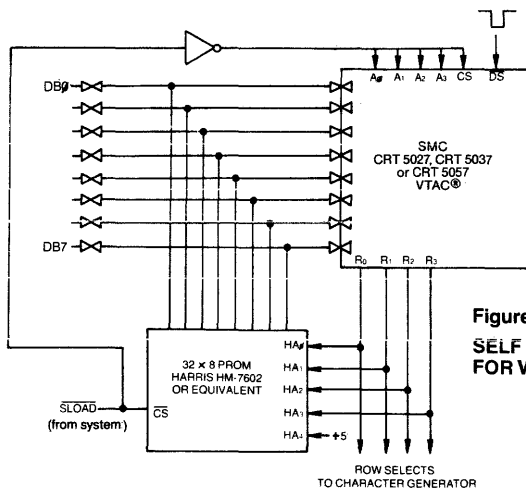 A0 A1 A2 A3 CS DS
DB0
SMC
CRT 5027, CRT 5037
or CRT 5057
VTAC®
DB7
R0 R1 R2 R3
Figure
SELF
FOR V
32 × 8 PROM
HARRIS HM-7602
OR EQUIVALENT
HA0
HA1
HA2
HA3
HA4
+5
SLOAD
(from system)
CS
ROW SELECTS
TO CHARACTER GENERATOR